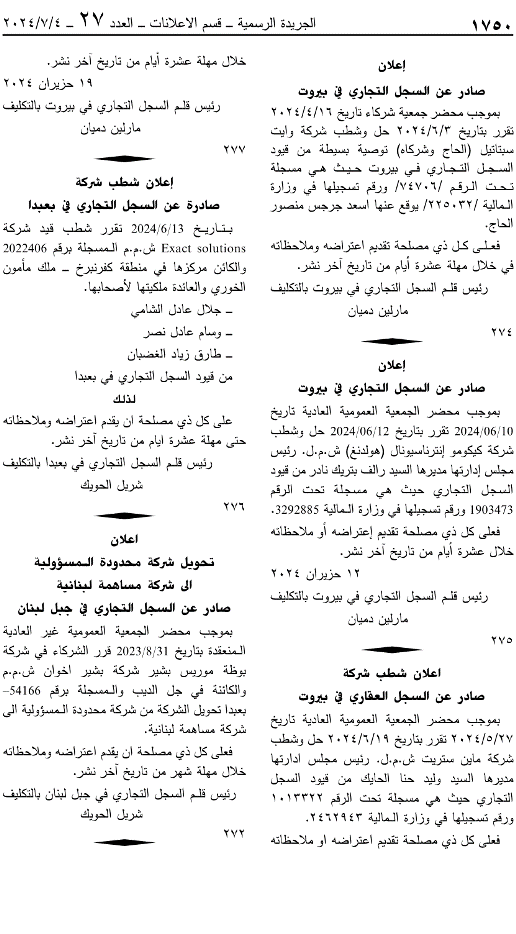 ١٧٥٠
الجريدة الرسمية ــ قسم الاعلانات ــ العدد ٢٧ ــ ٢٠٢٤/٧/٤
إعلان
صادر عن السجل التجاري في بيروت
بموجب محضر جمعية شركاء تاريخ ٢٠٢٤/٤/١٦
تقرر بتاريخ ٢٠٢٤/٦/٣ حل وشطب شركة وايت
سبتاتيل (الحاج وشركاه) توصية بسيطة من قيود
السجل التجاري في بيروت حيث هي مسجلة
تحت الرقم /٧٤٧٠٦/ ورقم تسجيلها في وزارة
المالية /٢٢٥٠٣٢/ يوقع عنها اسعد جرجس منصور
الحاج.
فعلى كل ذي مصلحة تقديم اعتراضه وملاحظاته
في خلال مهلة عشرة أيام من تاريخ آخر نشر.
رئيس قلم السجل التجاري في بيروت بالتكليف
مارلين دميان
٢٧٤
إعلان
صادر عن السجل التجاري في بيروت
بموجب محضر الجمعية العمومية العادية تاريخ
2024/06/10 تقرر بتاريخ 2024/06/12 حل وشطب
شركة كيكومو إنترناسيونال (هولدنغ) ش.م.ل. رئيس
مجلس إدارتها مديرها السيد رالف بتريك نادر من قيود
السجل التجاري حيث هي مسجلة تحت الرقم
1903473 ورقم تسجيلها في وزارة المالية 3292885.
فعلى كل ذي مصلحة تقديم إعتراضه أو ملاحظاته
خلال عشرة أيام من تاريخ آخر نشر.
١٢ حزيران ٢٠٢٤
رئيس قلم السجل التجاري في بيروت بالتكليف
مارلين دميان
٢٧٥
اعلان شطب شركة
صادر عن السجل العقاري في بيروت
بموجب محضر الجمعية العمومية العادية تاريخ
٢٠٢٤/٥/٢٧ تقرر بتاريخ ٢٠٢٤/٦/١٩ حل وشطب
شركة ماين ستريت ش.م.ل. رئيس مجلس ادارتها
مديرها السيد وليد حنا الحايك من قيود السجل
التجاري حيث هي مسجلة تحت الرقم ١٠١٣٣٢٢
ورقم تسجيلها في وزارة المالية ٢٤٦٢٩٤٣.
فعلى كل ذي مصلحة تقديم اعتراضه او ملاحظاته
خلال مهلة عشرة أيام من تاريخ آخر نشر.
١٩ حزيران ٢٠٢٤
رئيس قلم السجل التجاري في بيروت بالتكليف
مارلين دميان
٢٧٧
إعلان شطب شركة
صادرة عن السجل التجاري في بعبدا
بتاريخ 2024/6/13 تقرر شطب قيد شركة
Exact solutions ش.م.م المسجلة برقم 2022406
والكائن مركزها في منطقة كفرنبرخ ــ ملك مأمون
الخوري والعائدة ملكيتها لأصحابها.
ــ جلال عادل الشامي
ــ وسام عادل نصر
ــ طارق زياد الغضبان
من قيود السجل التجاري في بعبدا
لذلك
على كل ذي مصلحة ان يقدم اعتراضه وملاحظاته
حتى مهلة عشرة ايام من تاريخ آخر نشر.
رئيس قلم السجل التجاري في بعبدا بالتكليف
شربل الحويك
٢٧٦
اعلان
تحويل شركة محدودة المسؤولية
الى شركة مساهمة لبنانية
صادر عن السجل التجاري في جبل لبنان
بموجب محضر الجمعية العمومية غير العادية
المنعقدة بتاريخ 2023/8/31 قرر الشركاء في شركة
بوظة موريس بشير شركة بشير اخوان ش.م.م
والكائنة في جل الديب والمسجلة برقم 54166–
بعبدا تحويل الشركة من شركة محدودة المسؤولية الى
شركة مساهمة لبنانية.
فعلى كل ذي مصلحة ان يقدم اعتراضه وملاحظاته
خلال مهلة شهر من تاريخ آخر نشر.
رئيس قلم السجل التجاري في جبل لبنان بالتكليف
شربل الحويك
٢٧٢